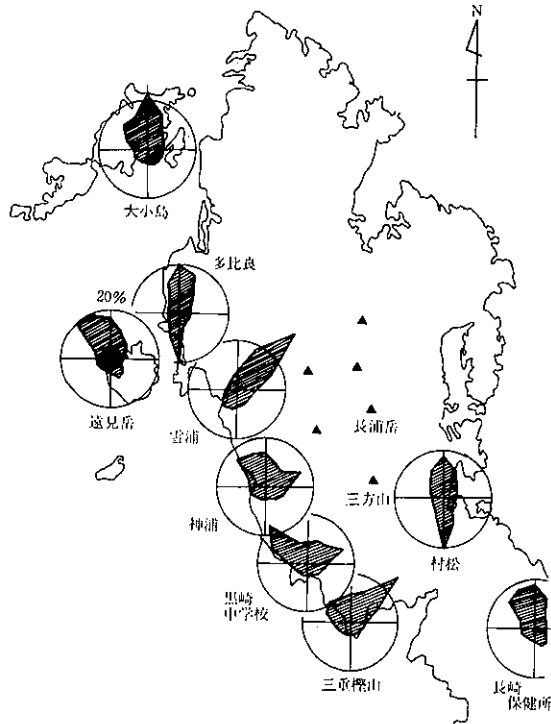 N
大小島
多比良
20%
遠見岳
雪浦
長浦岳
三方山
神浦
村松
黒崎
中学校
三重樫山
長崎
保健所